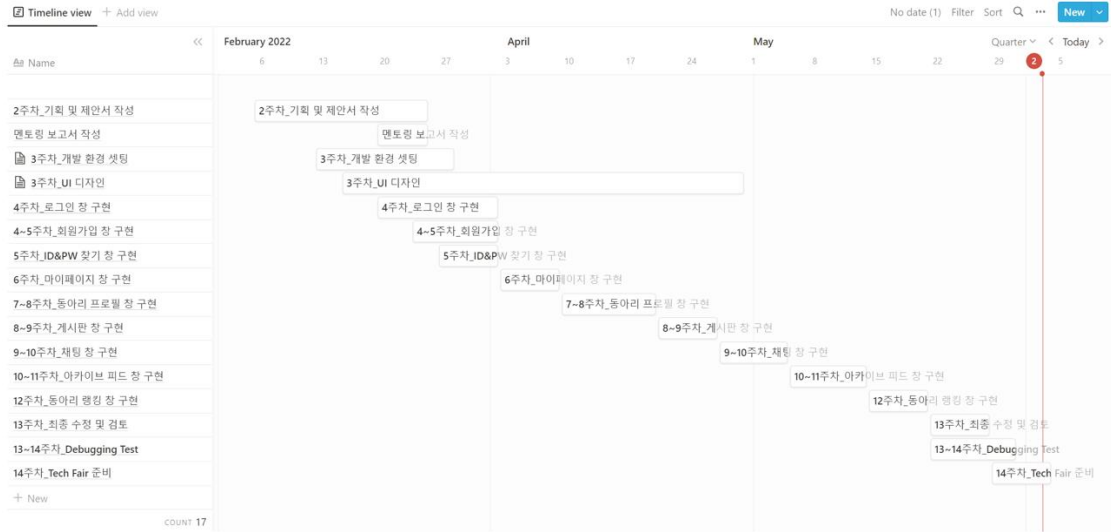 Timeline view + Add view No date (1) Filter Sort New
February 2022 April May Quarter Today
Aa Name 6 13 20 27 3 10 17 24 1 8 15 22 29 2 5
2주차_기획 및 제안서 작성 2주차_기획 및 제안서 작성
멘토링 보고서 작성 멘토링 보고서 작성
3주차_개발 환경 셋팅 3주차_개발 환경 셋팅
3주차_UI 디자인 3주차_UI 디자인
4주차_로그인 창 구현 4주차_로그인 창 구현
4~5주차_회원가입 창 구현 4~5주차_회원가입 창 구현
5주차_ID&PW 찾기 창 구현 5주차_ID&PW 찾기 창 구현
6주차_마이페이지 창 구현 6주차_마이페이지 창 구현
7~8주차_동아리 프로필 창 구현 7~8주차_동아리 프로필 창 구현
8~9주차_게시판 창 구현 8~9주차_게시판 창 구현
9~10주차_채팅 창 구현 9~10주차_채팅 창 구현
10~11주차_아카이브 피드 창 구현 10~11주차_아카이브 피드 창 구현
12주차_동아리 랭킹 창 구현 12주차_동아리 랭킹 창 구현
13주차_최종 수정 및 검토 13주차_최종 수정 및 검토
13~14주차_Debugging Test 13~14주차_Debugging Test
14주차_Tech Fair 준비 14주차_Tech Fair 준비
+ New
COUNT 17